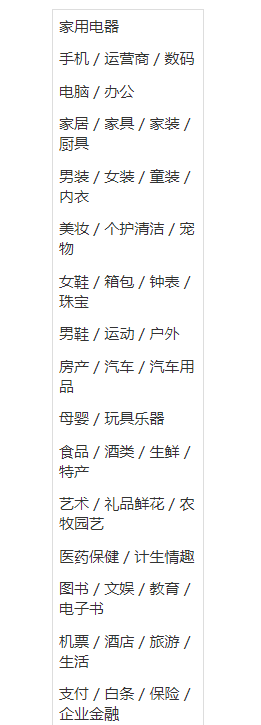 家用电器
手机 / 运营商 / 数码
电脑 / 办公
家居 / 家具 / 家装 /
厨具
男装 / 女装 / 童装 /
内衣
美妆 / 个护清洁 / 宠
物
女鞋 / 箱包 / 钟表 /
珠宝
男鞋 / 运动 / 户外
房产 / 汽车 / 汽车用
品
母婴 / 玩具乐器
食品 / 酒类 / 生鲜 /
特产
艺术 / 礼品鲜花 / 农
牧园艺
医药保健 / 计生情趣
图书 / 文娱 / 教育 /
电子书
机票 / 酒店 / 旅游 /
生活
支付 / 白条 / 保险 /
企业金融